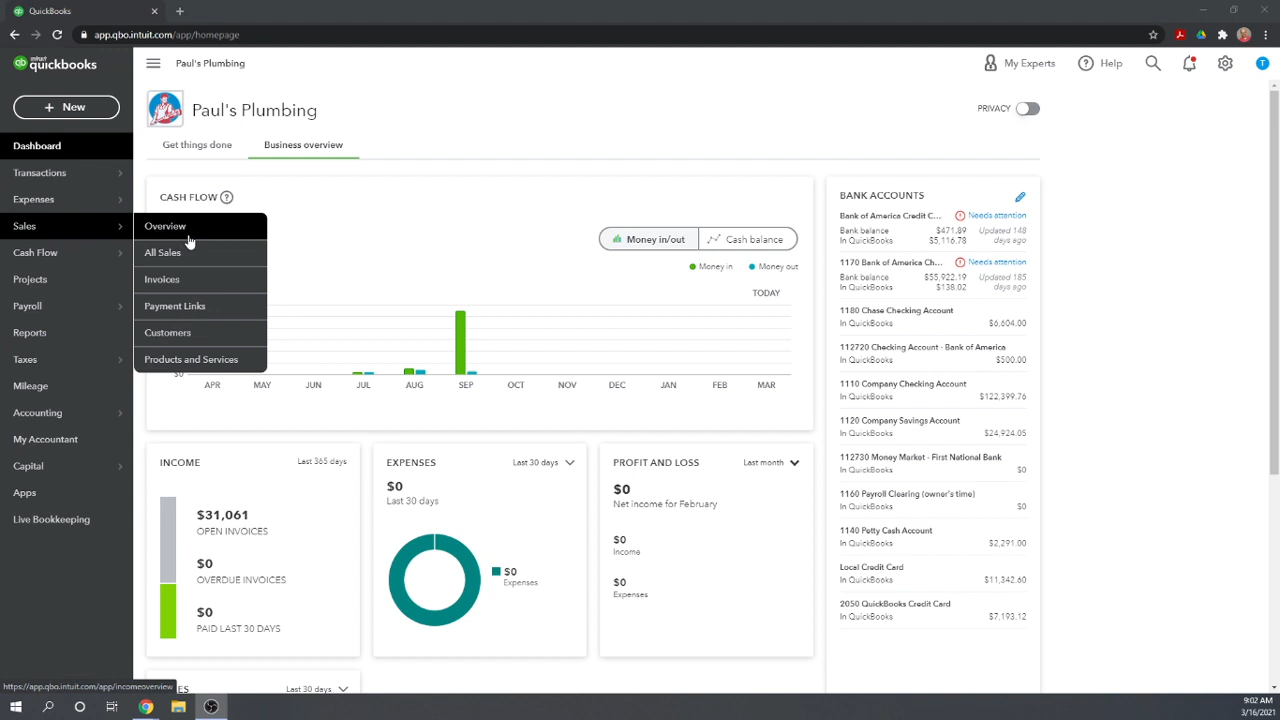 QuickBooks
app.qbo.intuit.com/app/homepage
intuit
quickbooks
Paul's Plumbing
My Experts
Help
T
+ New
Paul's Plumbing
PRIVACY
Get things done
Business overview
Dashboard
Transactions
Expenses
Sales
Cash Flow
Projects
Payroll
Reports
Taxes
Mileage
Accounting
My Accountant
Capital
Apps
Live Bookkeeping
Overview
All Sales
Invoices
Payment Links
Customers
Products and Services
CASH FLOW
Money in/out
Cash balance
Money in
Money out
TODAY
$0
APR MAY JUN JUL AUG SEP OCT NOV DEC JAN FEB MAR
INCOME
Last 365 days
$31,061
OPEN INVOICES
$0
OVERDUE INVOICES
$0
PAID LAST 30 DAYS
EXPENSES
Last 30 days
$0
Last 30 days
$0
Expenses
PROFIT AND LOSS
Last month
$0
Net income for February
$0
Income
$0
Expenses
BANK ACCOUNTS
Bank of America Credit C... Needs attention
Bank balance $471.89 Updated 148
In QuickBooks $5,116.78 days ago
1170 Bank of America Ch... Needs attention
Bank balance $55,922.19 Updated 185
In QuickBooks $138.02 days ago
1180 Chase Checking Account
In QuickBooks $6,604.00
112720 Checking Account - Bank of America
In QuickBooks $500.00
1110 Company Checking Account
In QuickBooks $122,399.76
1120 Company Savings Account
In QuickBooks $24,924.05
112730 Money Market - First National Bank
In QuickBooks $0
1160 Payroll Clearing (owner's time)
In QuickBooks $0
1140 Petty Cash Account
In QuickBooks $2,291.00
Local Credit Card
In QuickBooks $11,342.60
2050 QuickBooks Credit Card
In QuickBooks $7,193.12
Last 30 days
https://app.qbo.intuit.com/app/incomeoverview
9:02 AM
3/16/2021